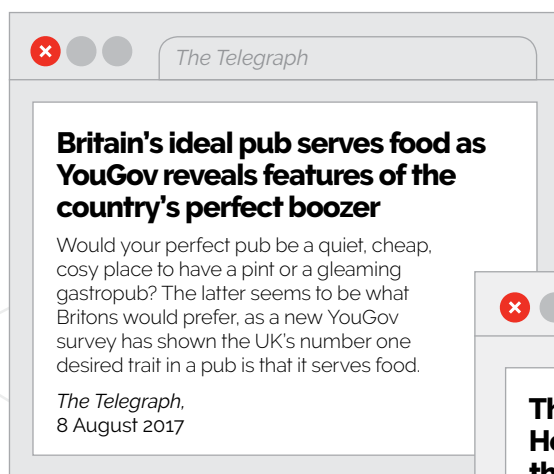 The Telegraph
Britain's ideal pub serves food as
YouGov reveals features of the
country's perfect boozer
Would your perfect pub be a quiet, cheap,
cosy place to have a pint or a gleaming
gastropub? The latter seems to be what
Britons would prefer, as a new YouGov
survey has shown the UK's number one
desired trait in a pub is that it serves food.
The Telegraph,
8 August 2017